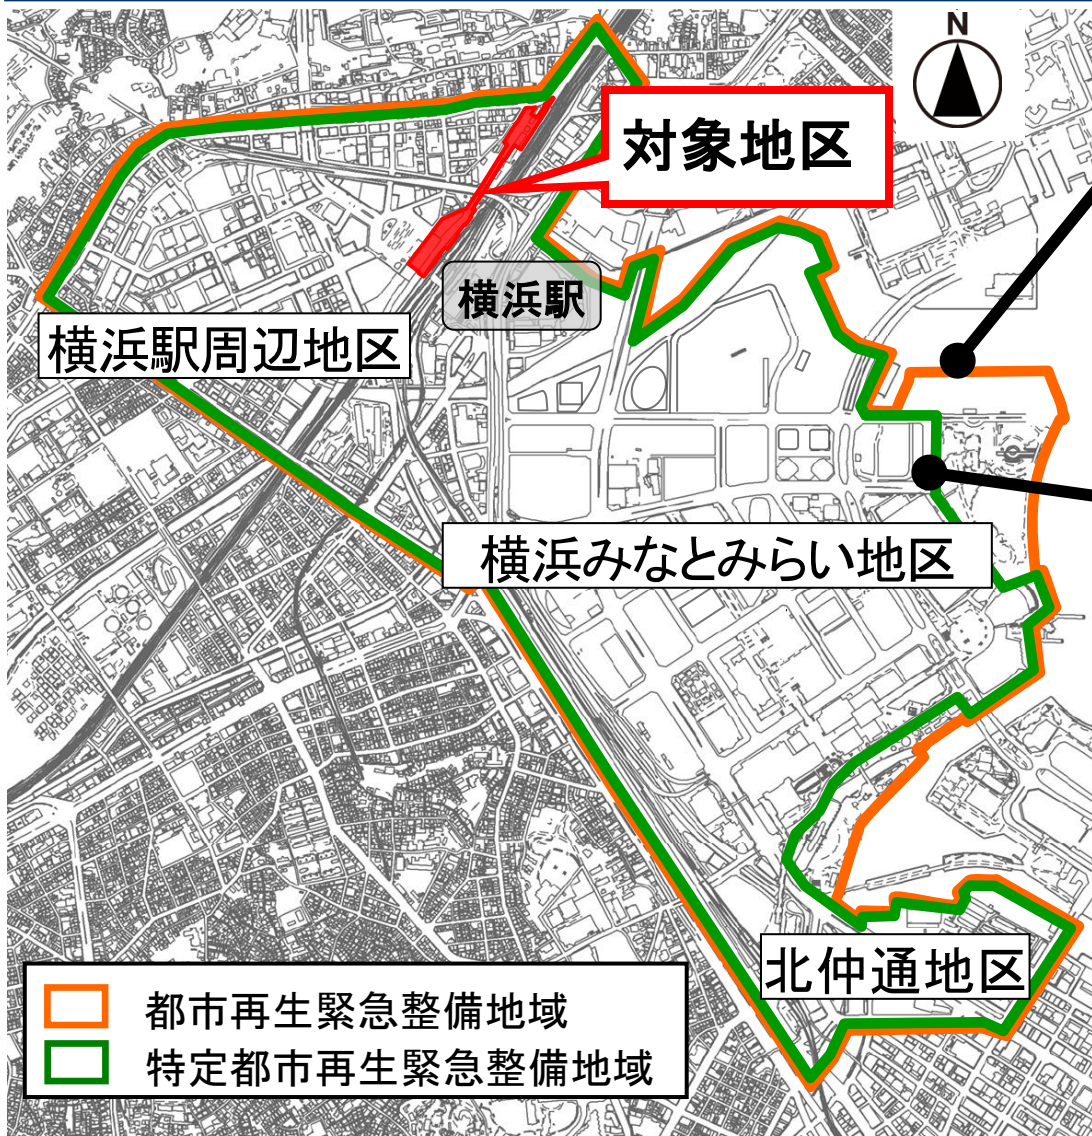 N
対象地区
横浜駅
横浜駅周辺地区
横浜みなとみらい地区
北仲通地区
都市再生緊急整備地域
特定都市再生緊急整備地域